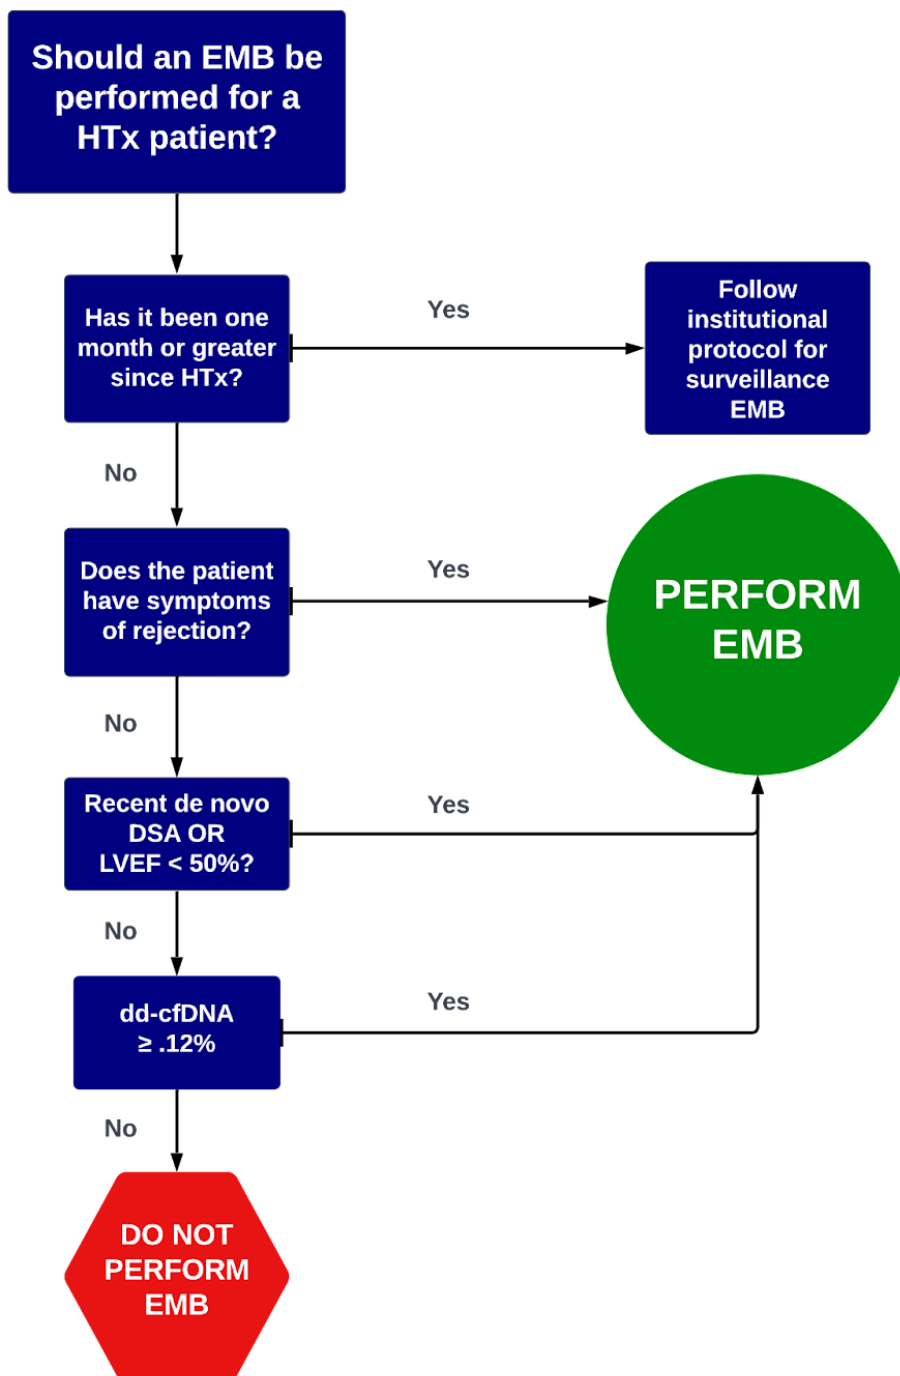 Should an EMB be
performed for a
HTx patient?
Has it been one
month or greater
since HTx?
Yes
Follow
institutional
protocol for
surveillance
EMB
No
Does the patient
have symptoms
of rejection?
Yes
PERFORM
EMB
No
Recent de novo
DSA OR
LVEF < 50%?
Yes
No
dd-cfDNA
≥ .12%
Yes
No
DO NOT
PERFORM
EMB